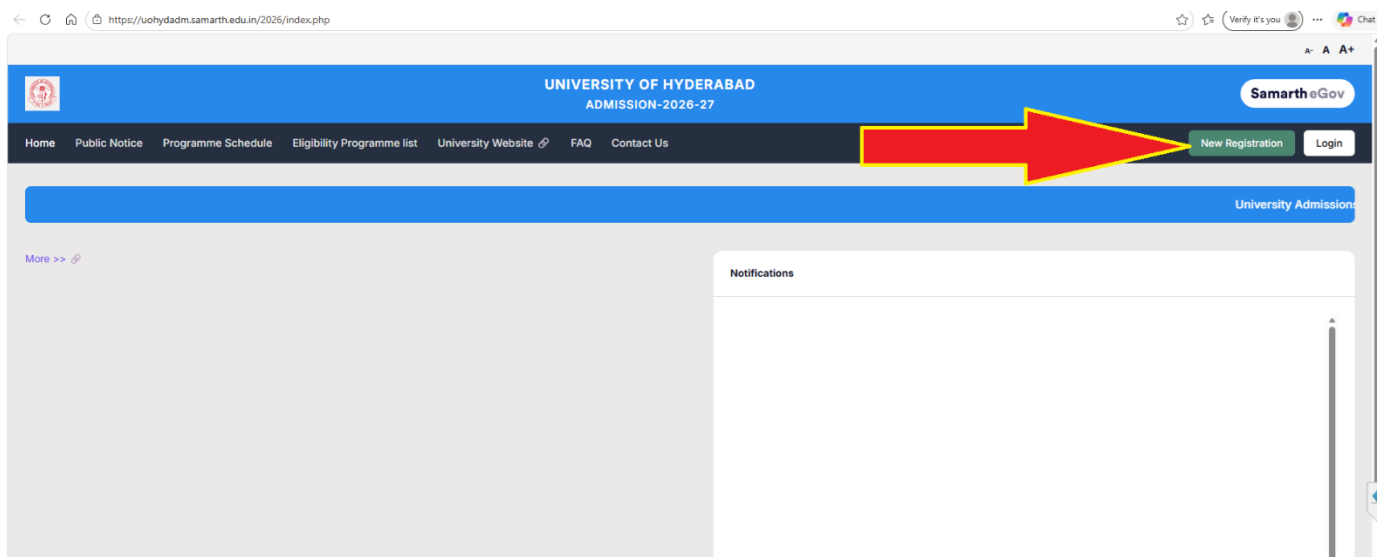 https://uohydadm.samarth.edu.in/2026/index.php
Verify it's you
Chat
A- A A+
UNIVERSITY OF HYDERABAD
ADMISSION-2026-27
Samarth eGov
Home Public Notice Programme Schedule Eligibility Programme list University Website FAQ Contact Us New Registration Login
University Admissions
More >>
Notifications